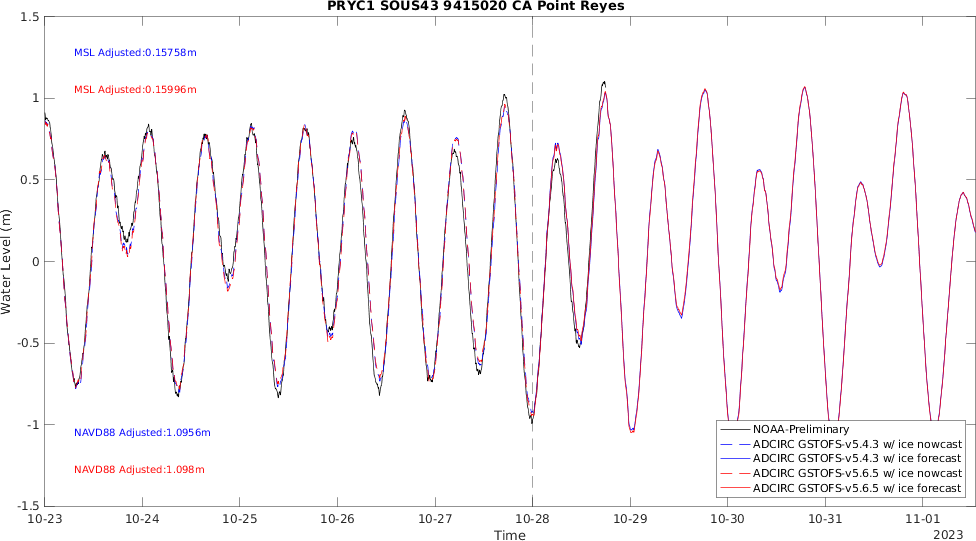 PRYC1 SOUS43 9415020 CA Point Reyes
1.5
1
0.5
0
-0.5
-1
-1.5
Water Level (m)
MSL Adjusted:0.15758m
MSL Adjusted:0.15996m
NAVD88 Adjusted:1.0956m
NAVD88 Adjusted:1.098m
NOAA-Preliminary
ADCIRC GSTOFS-v5.4.3 w/ ice nowcast
ADCIRC GSTOFS-v5.4.3 w/ ice forecast
ADCIRC GSTOFS-v5.6.5 w/ ice nowcast
ADCIRC GSTOFS-v5.6.5 w/ ice forecast
10-23 10-24 10-25 10-26 10-27 10-28 10-29 10-30 10-31 11-01
Time
2023